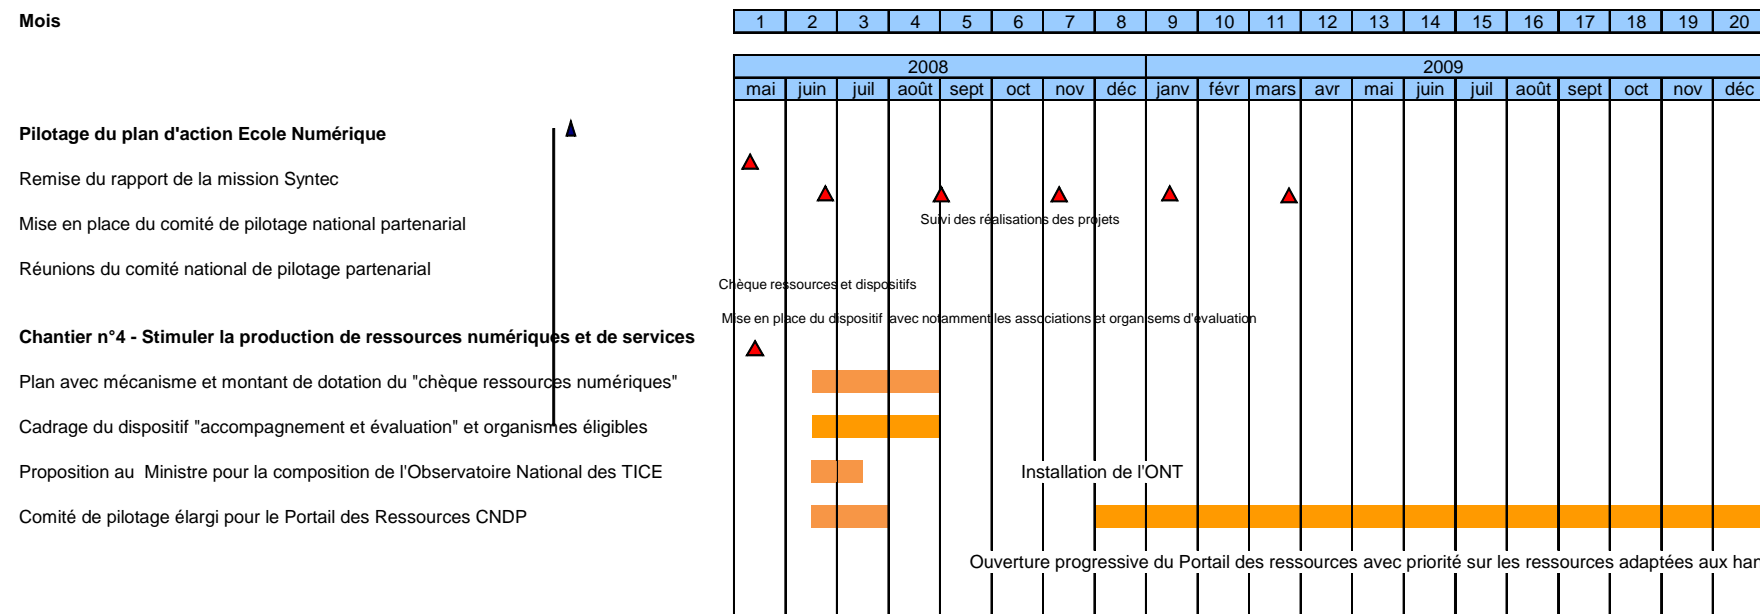 Mois 1 2 3 4 5 6 7 8 9 10 11 12 13 14 15 16 17 18 19 20
2008 2009
mai juin juil août sept oct nov déc janv févr mars avr mai juin juil août sept oct nov déc
Pilotage du plan d'action Ecole Numérique
Remise du rapport de la mission Syntec
Mise en place du comité de pilotage national partenarial
Suivi des réalisations des projets
Réunions du comité national de pilotage partenarial
Chèque ressources et dispositifs
Mise en place du dispositif avec notamment les associations et organisems d'évaluation
Chantier n°4 - Stimuler la production de ressources numériques et de services
Plan avec mécanisme et montant de dotation du "chèque ressources numériques"
Cadrage du dispositif "accompagnement et évaluation" et organismes éligibles
Proposition au Ministre pour la composition de l'Observatoire National des TICE
Installation de l'ONT
Comité de pilotage élargi pour le Portail des Ressources CNDP
Ouverture progressive du Portail des ressources avec priorité sur les ressources adaptées aux han